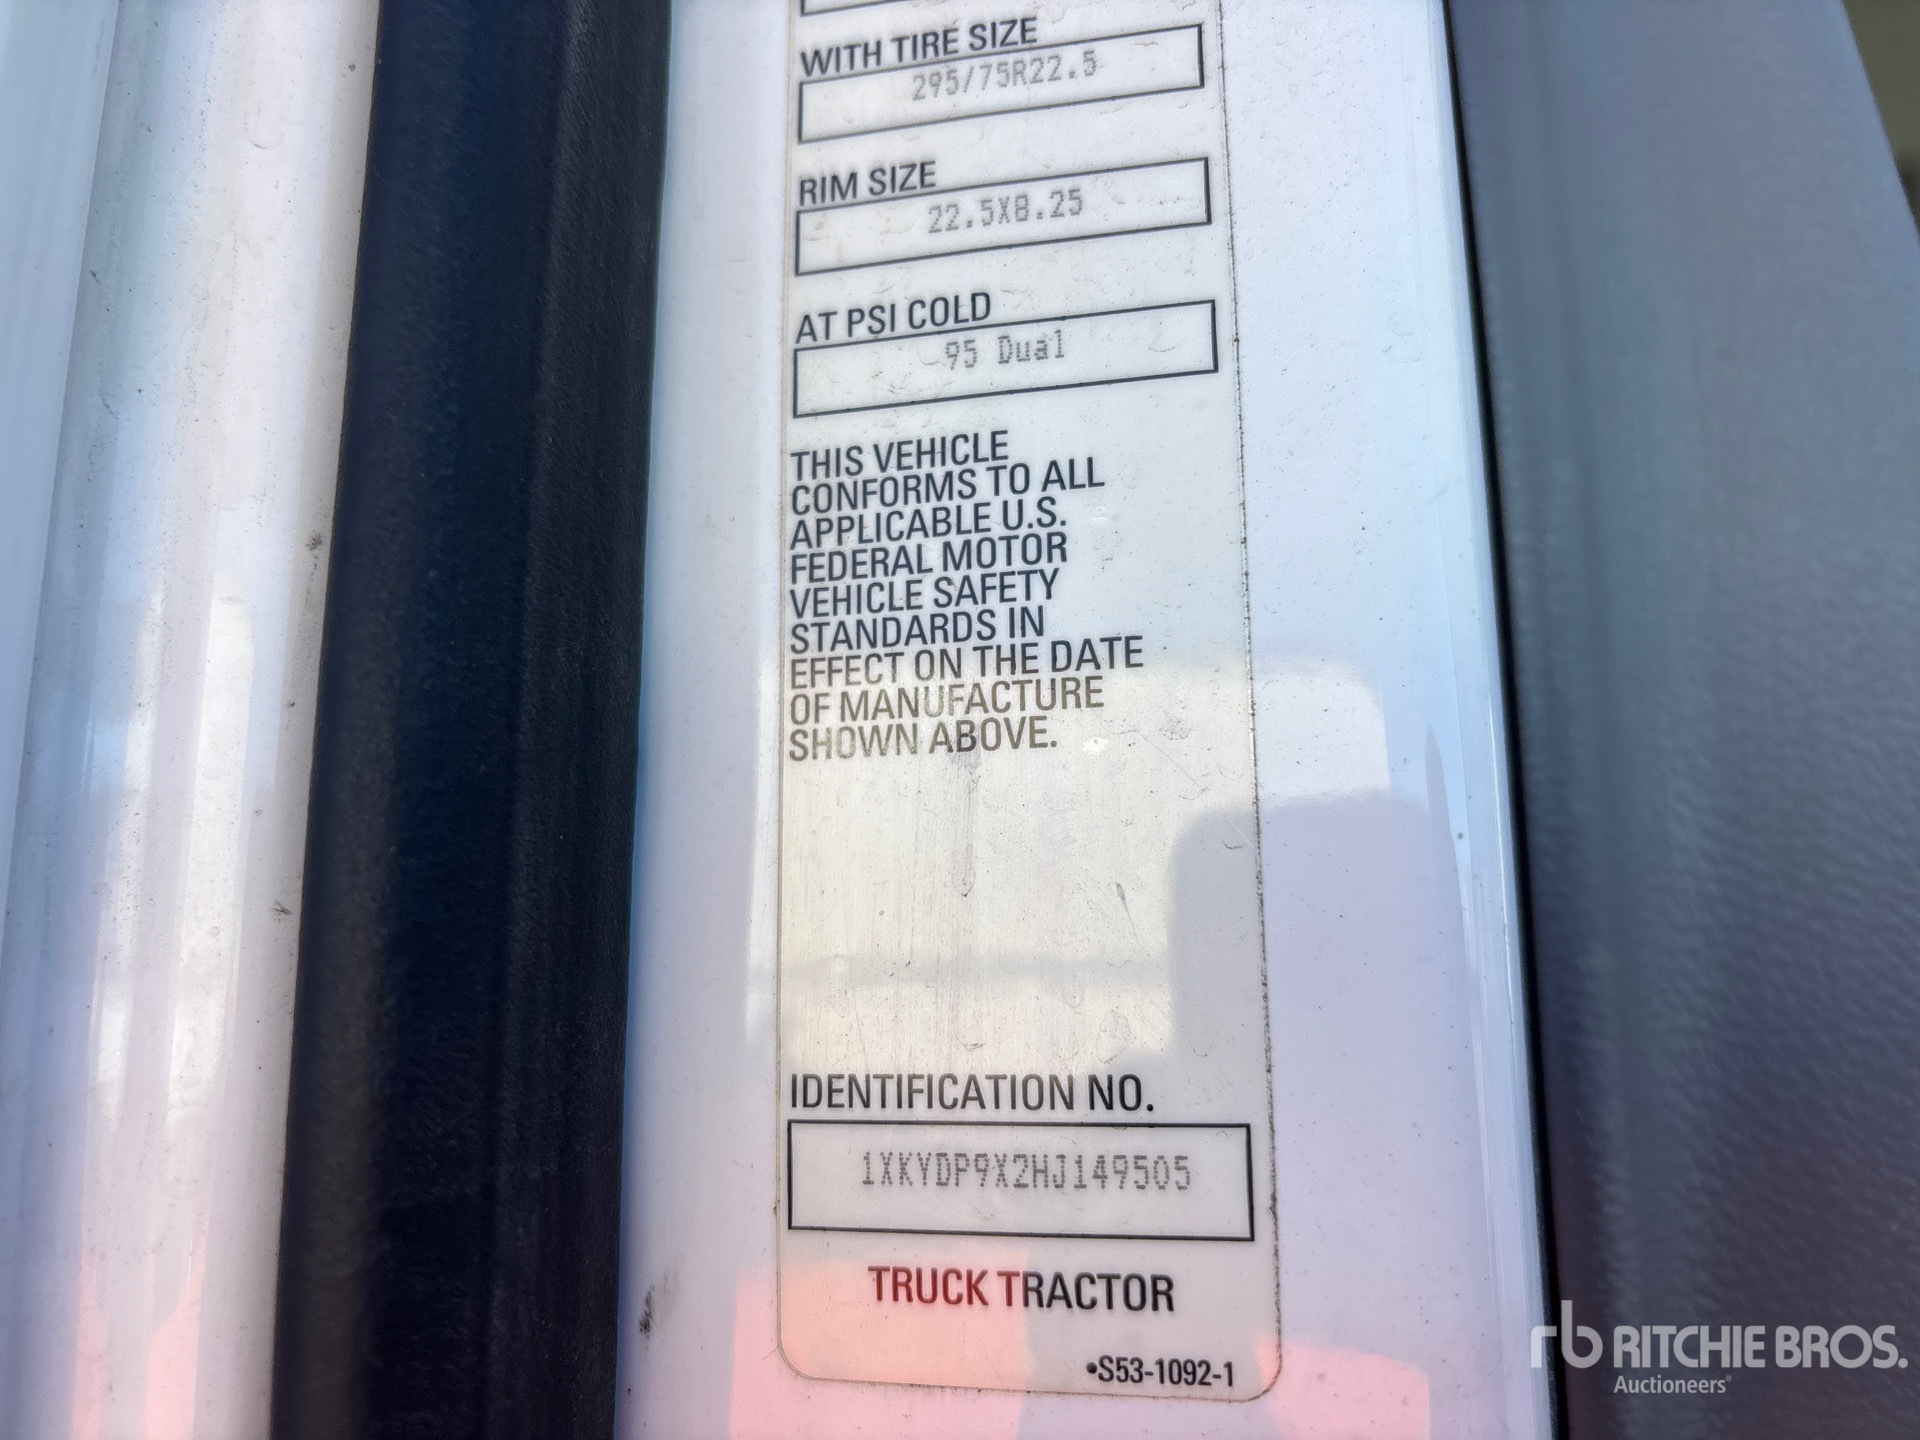 WITH TIRE SIZE
295/75R22.5
RIM SIZE
22.5X8.25
AT PSI COLD
95 Dual
THIS VEHICLE
CONFORMS TO ALL
APPLICABLE U.S.
FEDERAL MOTOR
VEHICLE SAFETY
STANDARDS IN
EFFECT ON THE DATE
OF MANUFACTURE
SHOWN ABOVE.
IDENTIFICATION NO.
1XKYDP9X2HJ149505
TRUCK TRACTOR
•S53-1092-1
rb RITCHIE BROS.
Auctioneers®